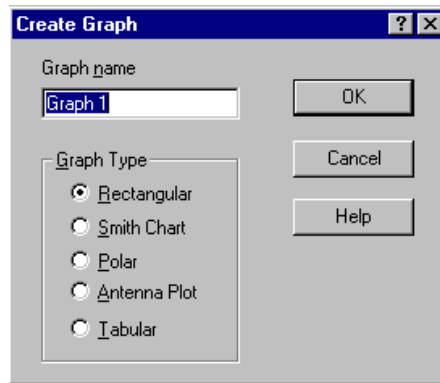 Create Graph
Graph name
Graph 1
OK
Cancel
Help
Graph Type
Rectangular
Smith Chart
Polar
Antenna Plot
Tabular